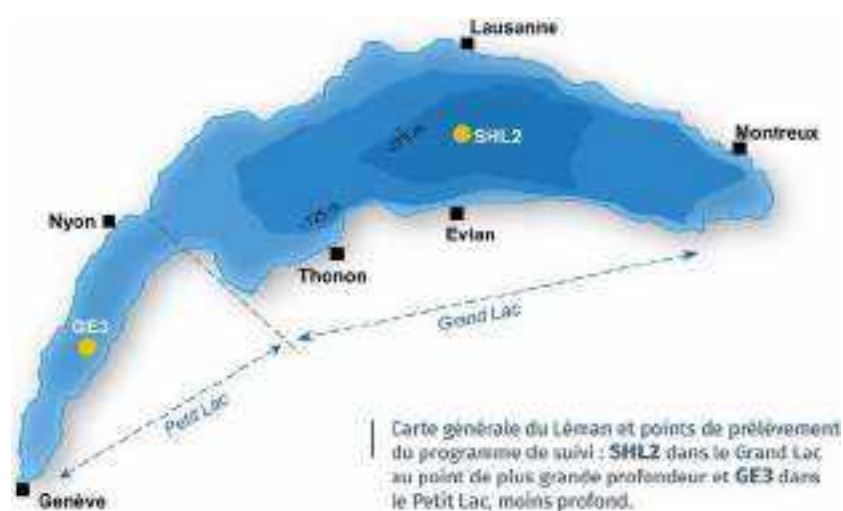 Lausanne
SHL2
Montreux
Nyon
Evian
Thonon
Grand Lac
GE3
Petit Lac
Genève
Carte générale du Léman et points de prélèvement
du programme de suivi : SHL2 dans le Grand Lac
au point de plus grande profondeur et GE3 dans
le Petit Lac, moins profond.